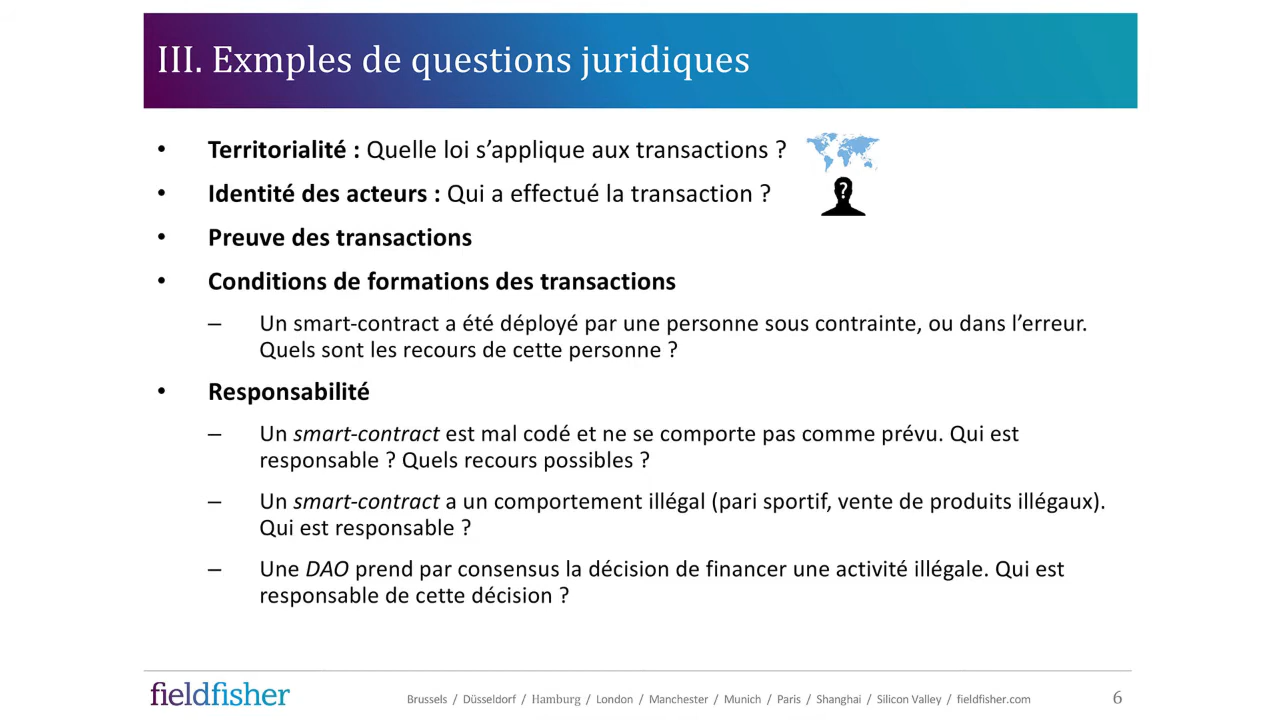 III. Exmples de questions juridiques
• Territorialité : Quelle loi s’applique aux transactions ?
• Identité des acteurs : Qui a effectué la transaction ?
?
• Preuve des transactions
• Conditions de formations des transactions
– Un smart-contract a été déployé par une personne sous contrainte, ou dans l’erreur.
Quels sont les recours de cette personne ?
• Responsabilité
– Un smart-contract est mal codé et ne se comporte pas comme prévu. Qui est
responsable ? Quels recours possibles ?
– Un smart-contract a un comportement illégal (pari sportif, vente de produits illégaux).
Qui est responsable ?
– Une DAO prend par consensus la décision de financer une activité illégale. Qui est
responsable de cette décision ?
fieldfisher
Brussels / Düsseldorf / Hamburg / London / Manchester / Munich / Paris / Shanghai / Silicon Valley / fieldfisher.com
6